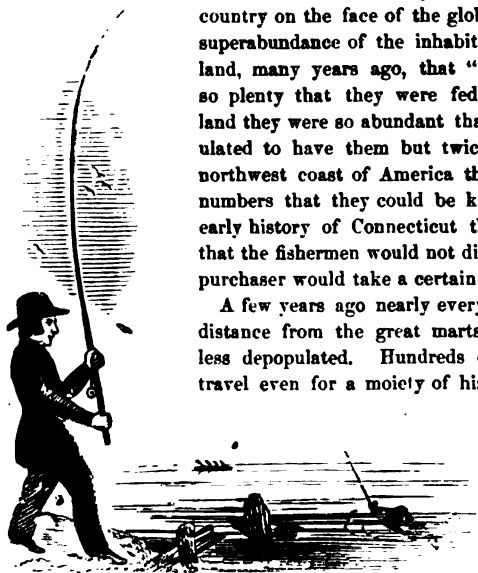 country on the face of the glob
superabundance of the inhabit
land, many years ago, that “
so plenty that they were fed
land they were so abundant tha
ulated to have them but twic
northwest coast of America th
numbers that they could be k
early history of Connecticut t
that the fishermen would not di
purchaser would take a certain
A few years ago nearly ever
distance from the great marts
less depopulated. Hundreds
travel even for a moiety of his